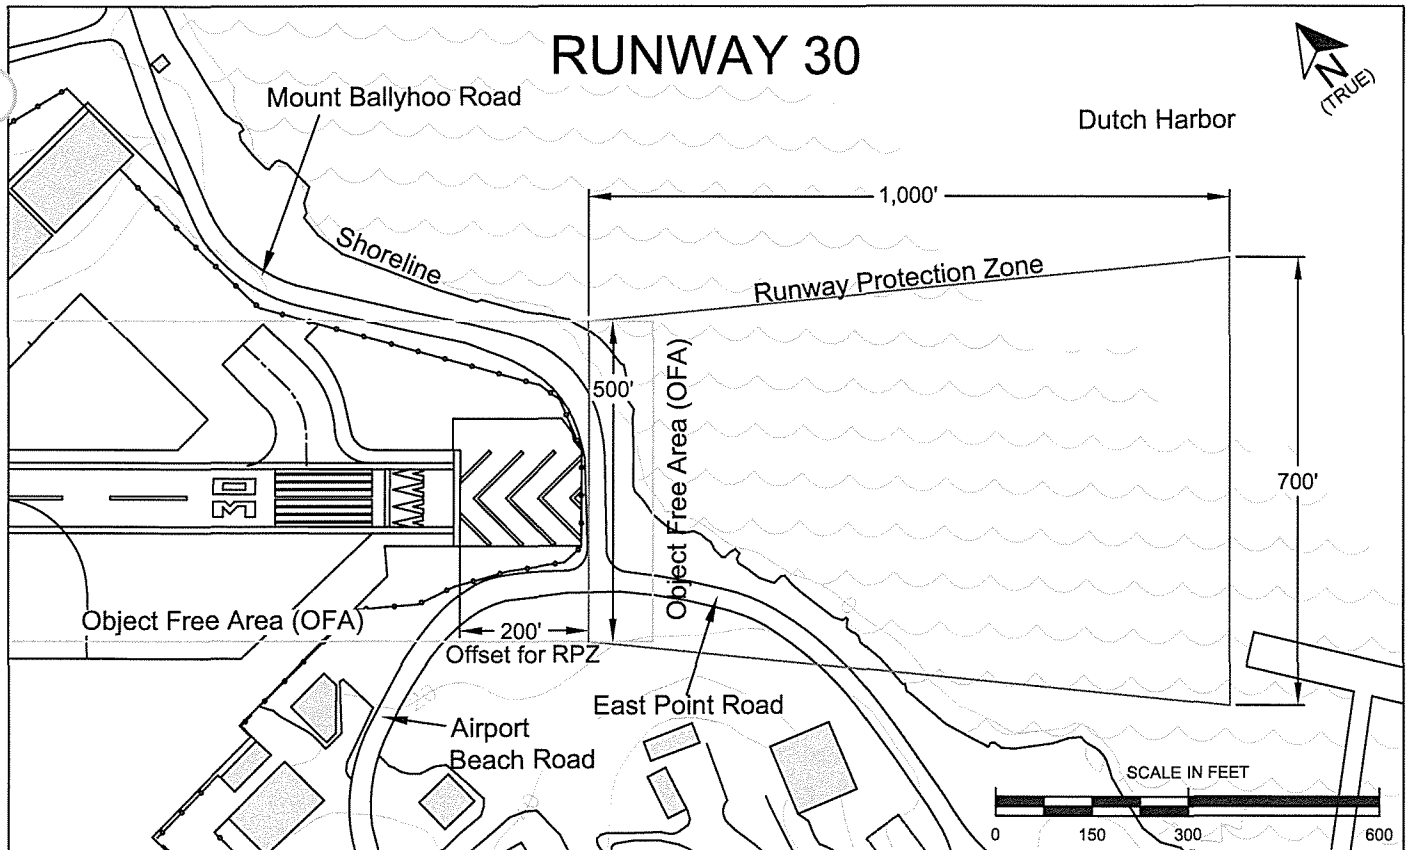 RUNWAY 30
N
(TRUE)
Mount Ballyhoo Road
Dutch Harbor
1,000'
Shoreline
Runway Protection Zone
500'
Object Free Area (OFA)
700'
30
Object Free Area (OFA)
200'
Offset for RPZ
East Point Road
Airport
Beach Road
SCALE IN FEET
0 150 300 600